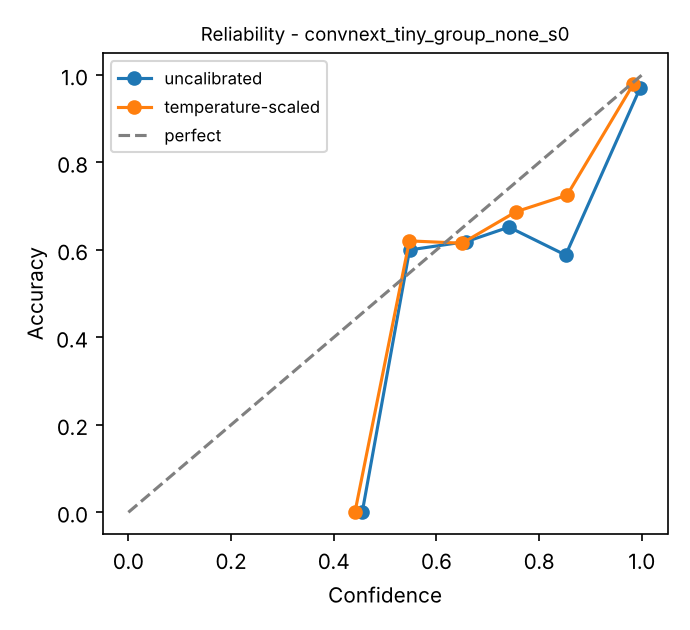 Reliability - convnext_tiny_group_none_s0
uncalibrated
temperature-scaled
perfect
1.0
0.8
0.6
0.4
0.2
0.0
Accuracy
0.0 0.2 0.4 0.6 0.8 1.0
Confidence